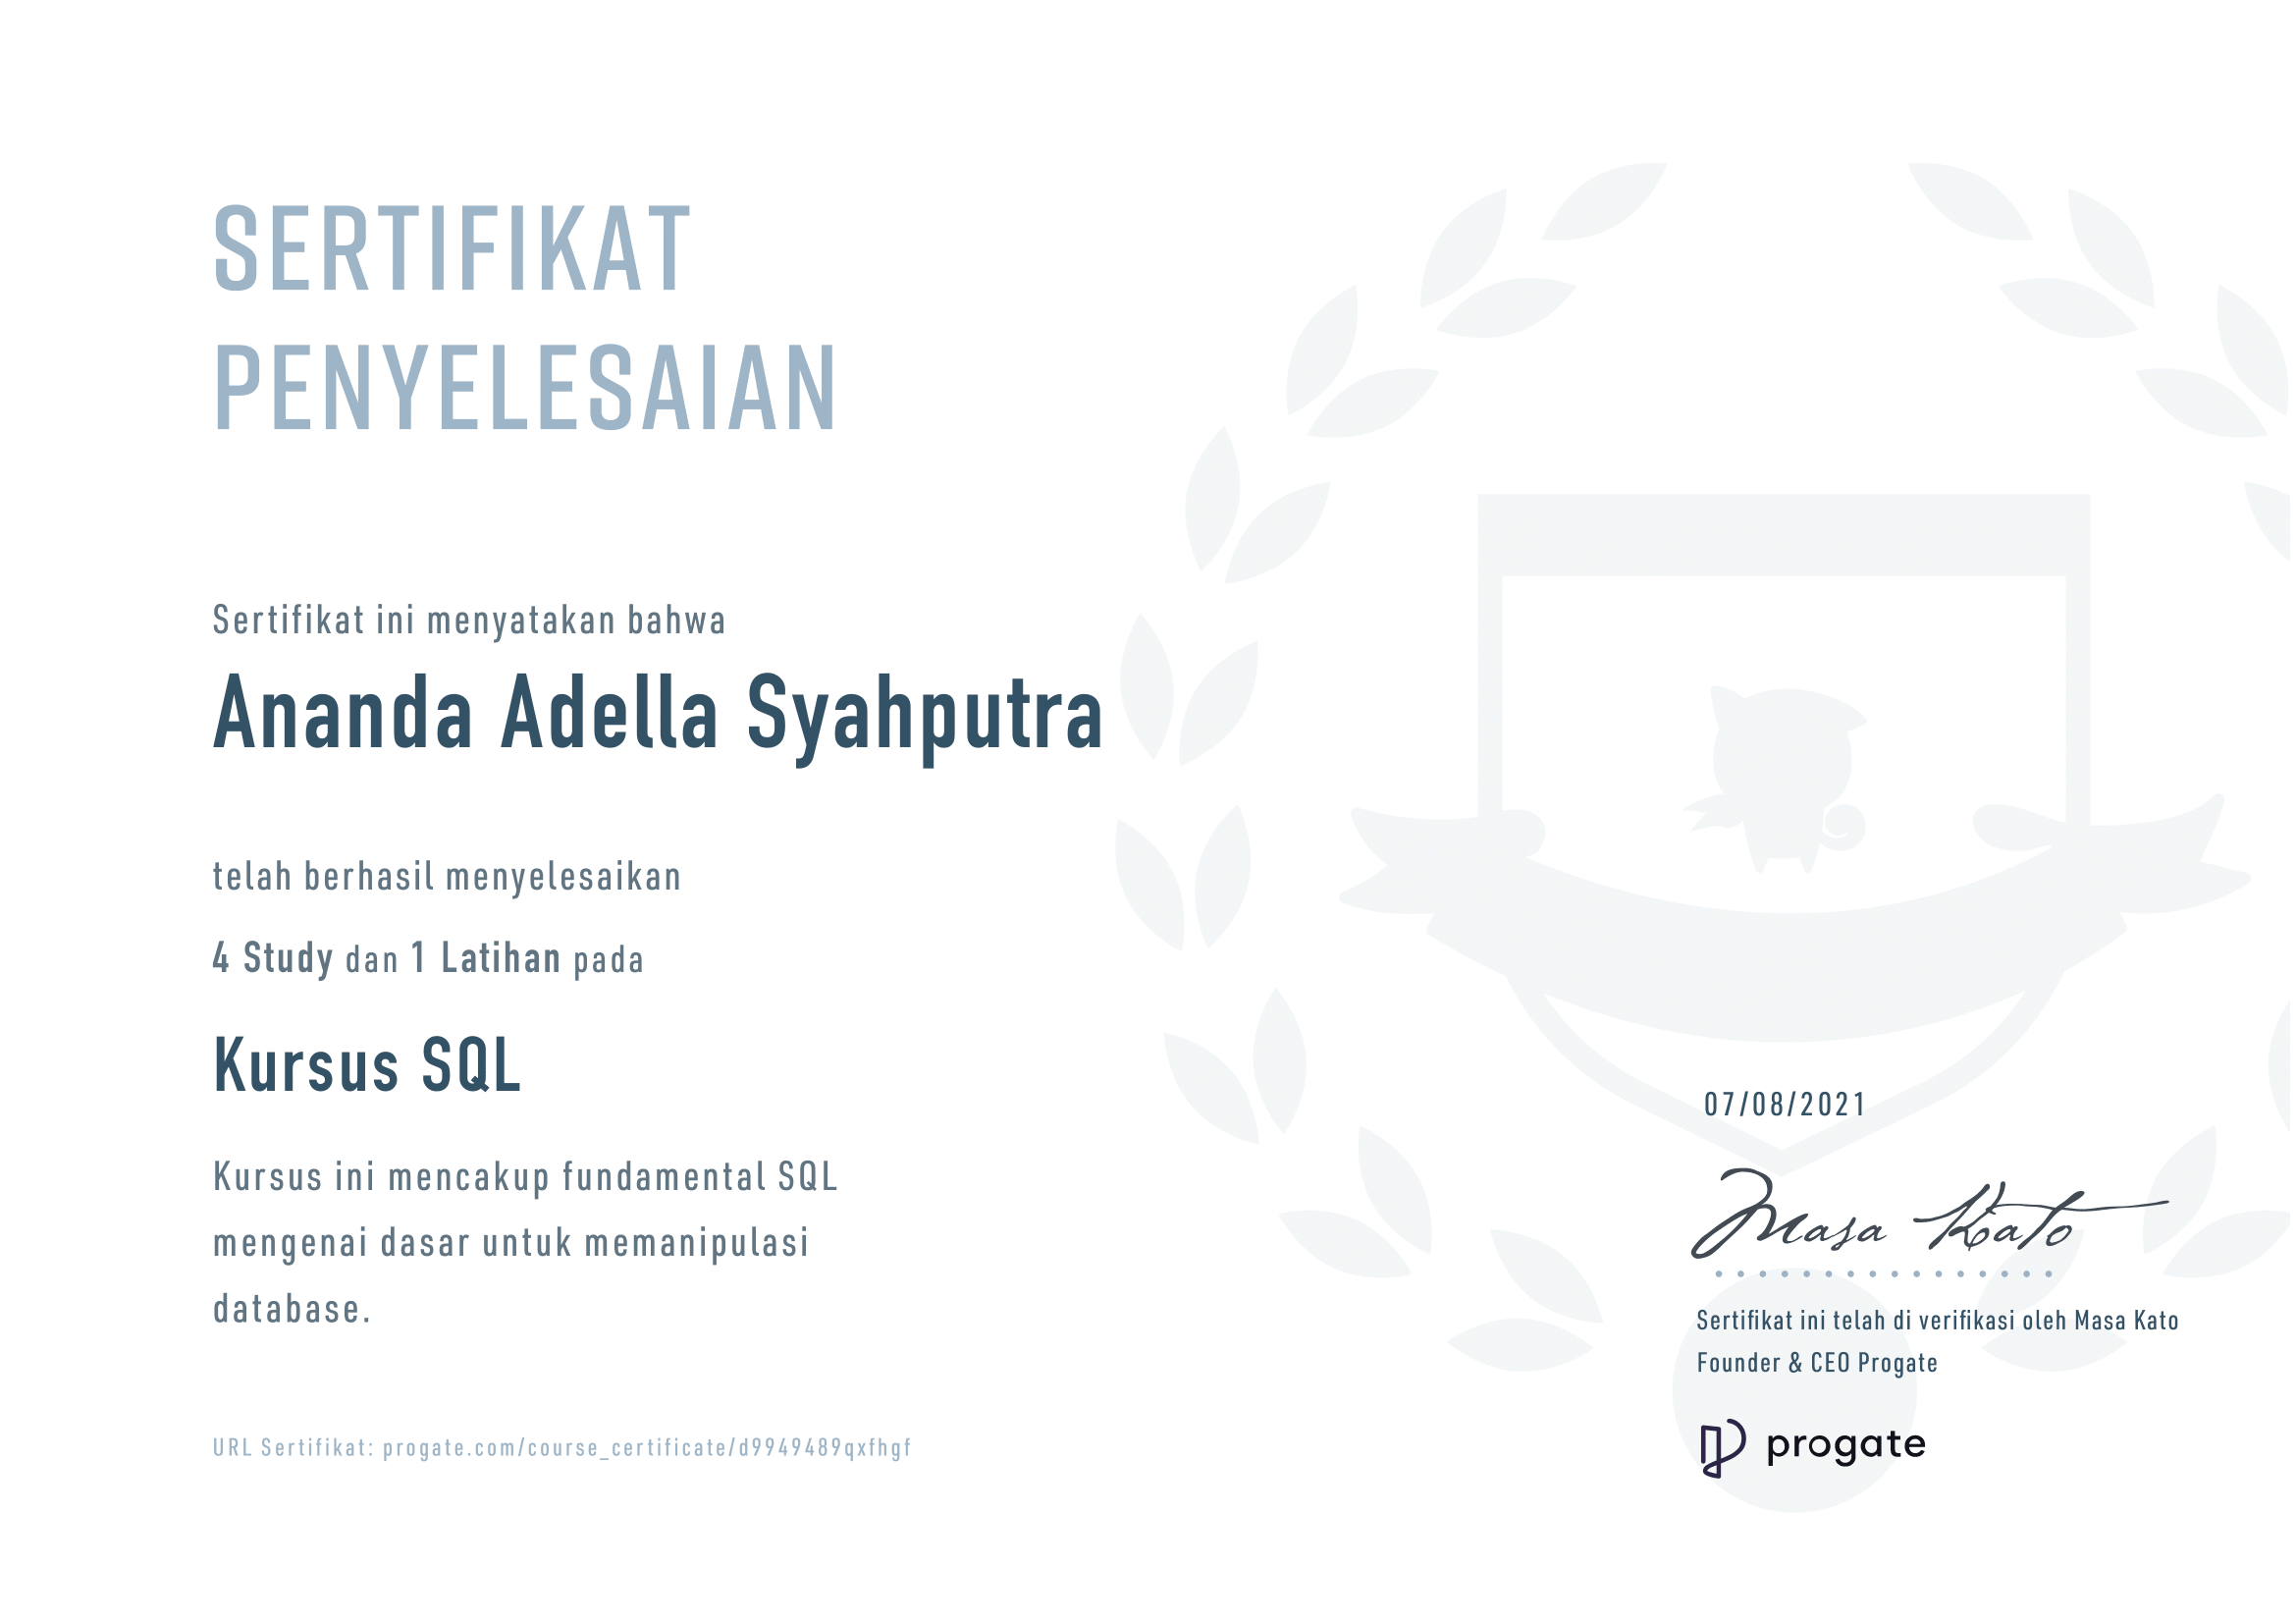 SERTIFIKAT
PENYELESAIAN
Sertifikat ini menyatakan bahwa
Ananda Adella Syahputra
telah berhasil menyelesaikan
4 Study dan 1 Latihan pada
Kursus SQL
Kursus ini mencakup fundamental SQL
mengenai dasar untuk memanipulasi
database.
URL Sertifikat: progate.com/course_certificate/d9949489qxfhgf
07/08/2021
Masa Kato
Sertifikat ini telah di verifikasi oleh Masa Kato
Founder & CEO Progate
progate